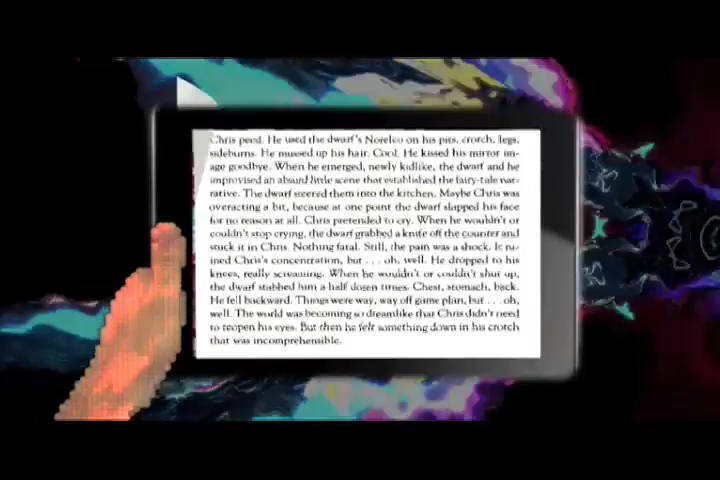 Chris peed. He used the dwarf's Norelco on his pits, crotch, legs,
sideburns. He mussed up his hair. Cool. He kissed his mirror im-
age goodbye. When he emerged, newly kidlike, the dwarf and he
improvised an absurd little scene that established the fairy-tale nar-
rative. The dwarf steered them into the kitchen. Maybe Chris was
overacting a bit, because at one point the dwarf slapped his face
for no reason at all. Chris pretended to cry. When he wouldn't or
couldn't stop crying, the dwarf grabbed a knife off the counter and
stuck it in Chris. Nothing fatal. Still, the pain was a shock. It ru-
ined Chris's concentration, but . . . oh, well. He dropped to his
knees, really screaming. When he wouldn't or couldn't shut up,
the dwarf stabbed him a half dozen times. Chest, stomach, back.
He fell backward. Things were way, way off game plan, but . . . oh,
well. The world was becoming so dreamlike that Chris didn't need
to reopen his eyes. But then he felt something down in his crotch
that was incomprehensible.